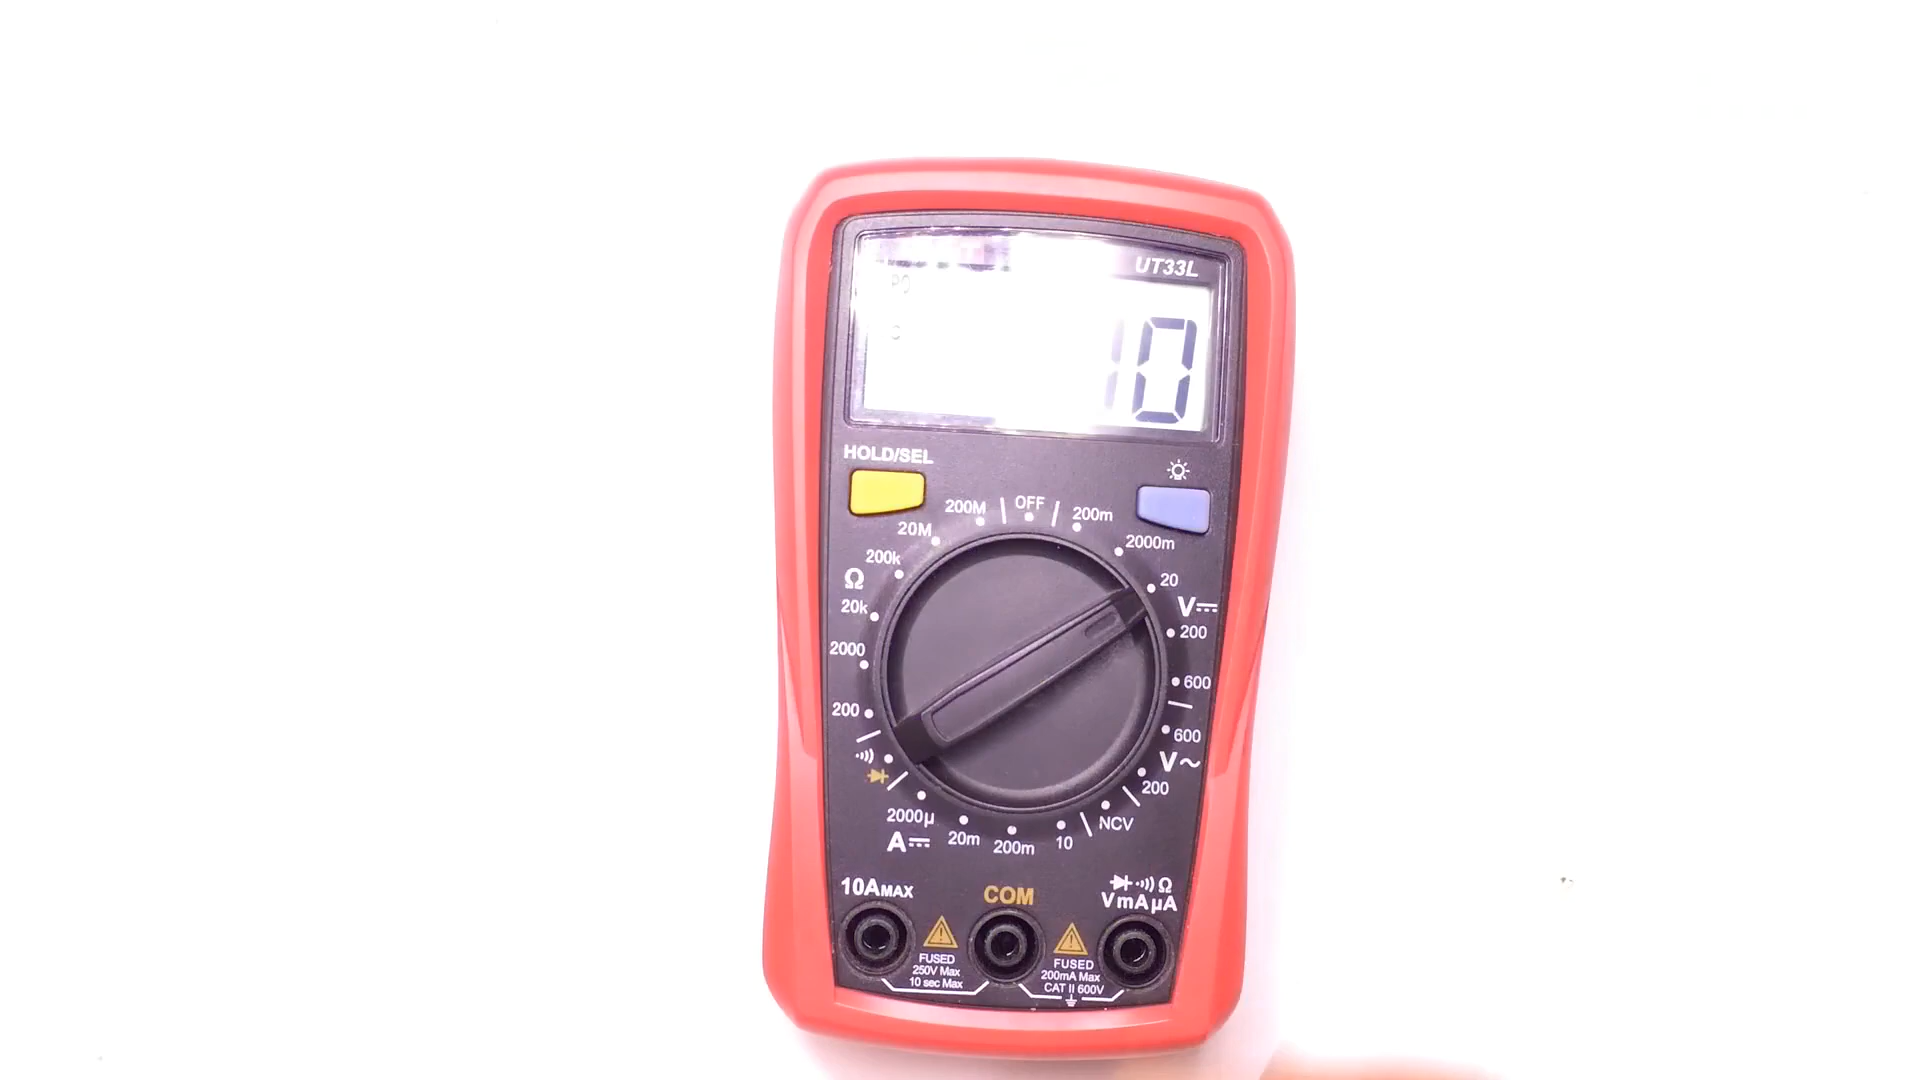 UT33L
10
HOLD/SEL
200M
OFF
200m
20M
2000m
200k
20
Ω
V
20k
200
2000
600
200
600
V~
200
2000µ
NCV
A
20m
200m
10
10AMAX
COM
Ω
VmAµA
FUSED
250V Max
10 sec Max
FUSED
200mA Max
CAT II 600V